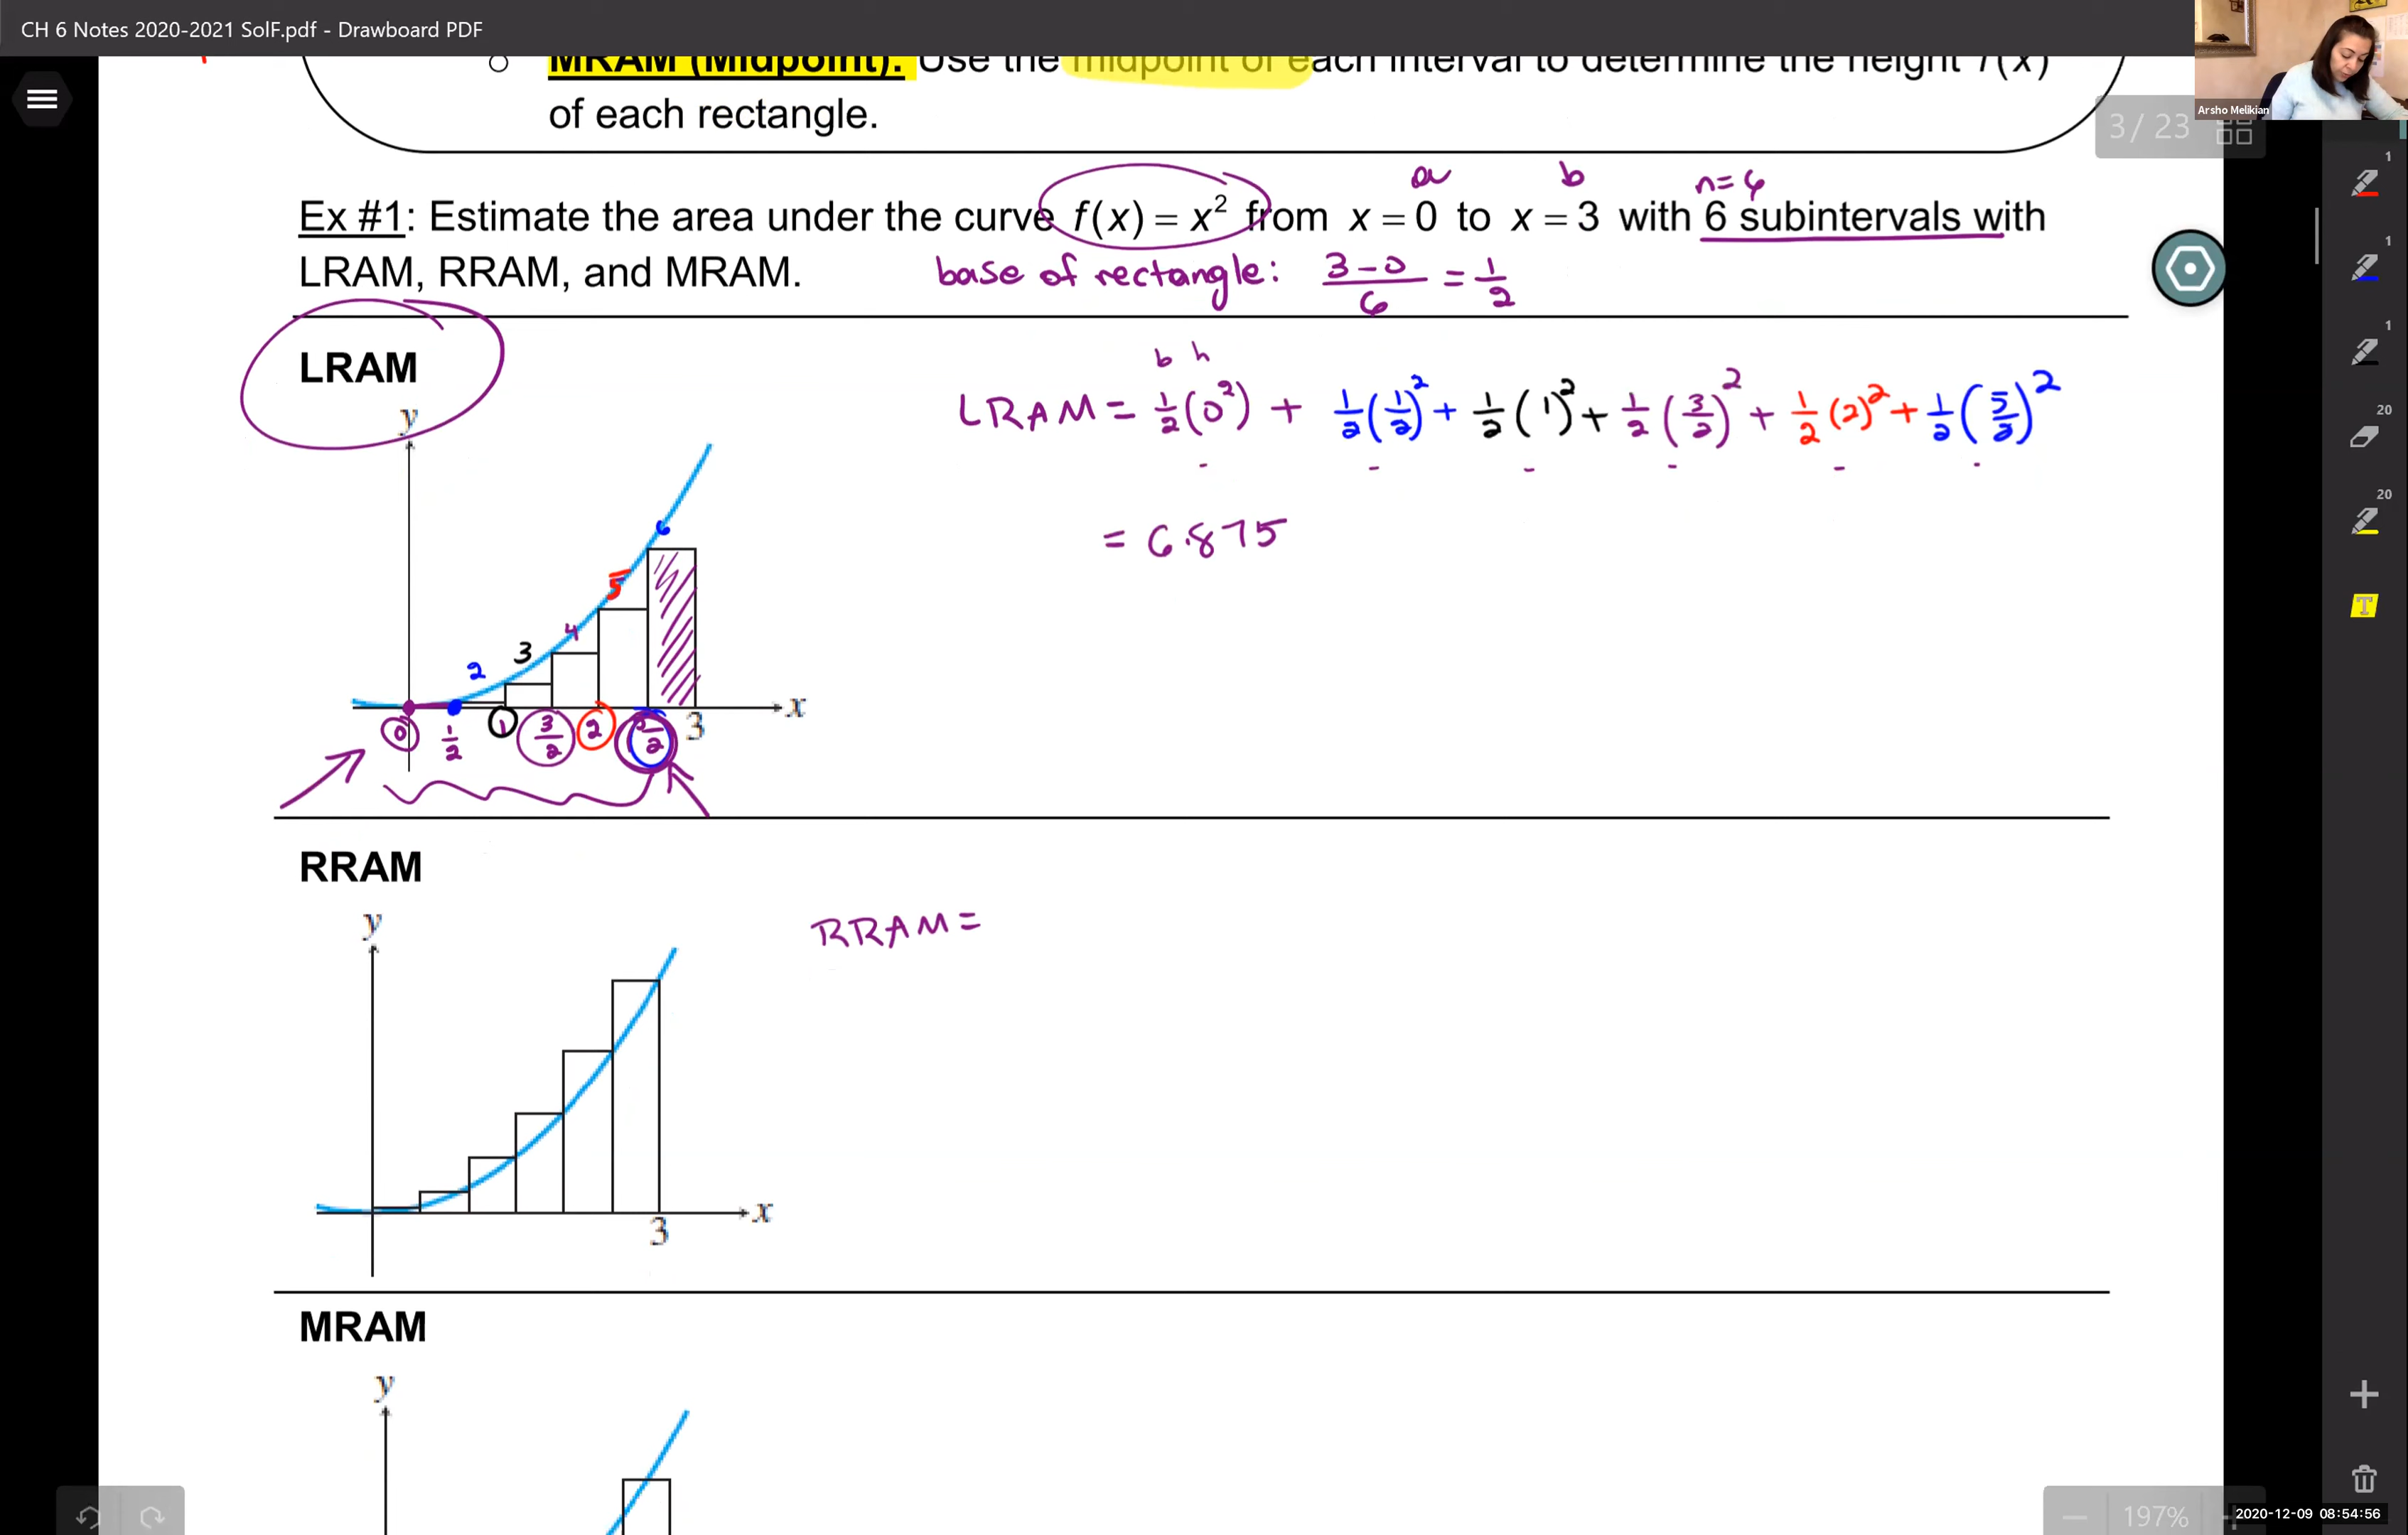 CH 6 Notes 2020-2021 SolF.pdf - Drawboard PDF
Arsho Melikian
3 / 23
MRAM (Midpoint): Use the midpoint of each interval to determine the height f(x)
of each rectangle.
a b n=6
Ex #1: Estimate the area under the curve f(x) = x² from x = 0 to x = 3 with 6 subintervals with
LRAM, RRAM, and MRAM. base of rectangle: (3-0)/6 = 1/2
LRAM
b h
LRAM = 1/2(0²) + 1/2(1/2)² + 1/2(1)² + 1/2(3/2)² + 1/2(2)² + 1/2(5/2)²
= 6.875
y
6
5
4
3
2
x
0 1/2 1 3/2 2 5/2 3
RRAM
RRAM =
y
x
3
MRAM
y
1
1
1
20
20
T
197%
2020-12-09 08:54:56